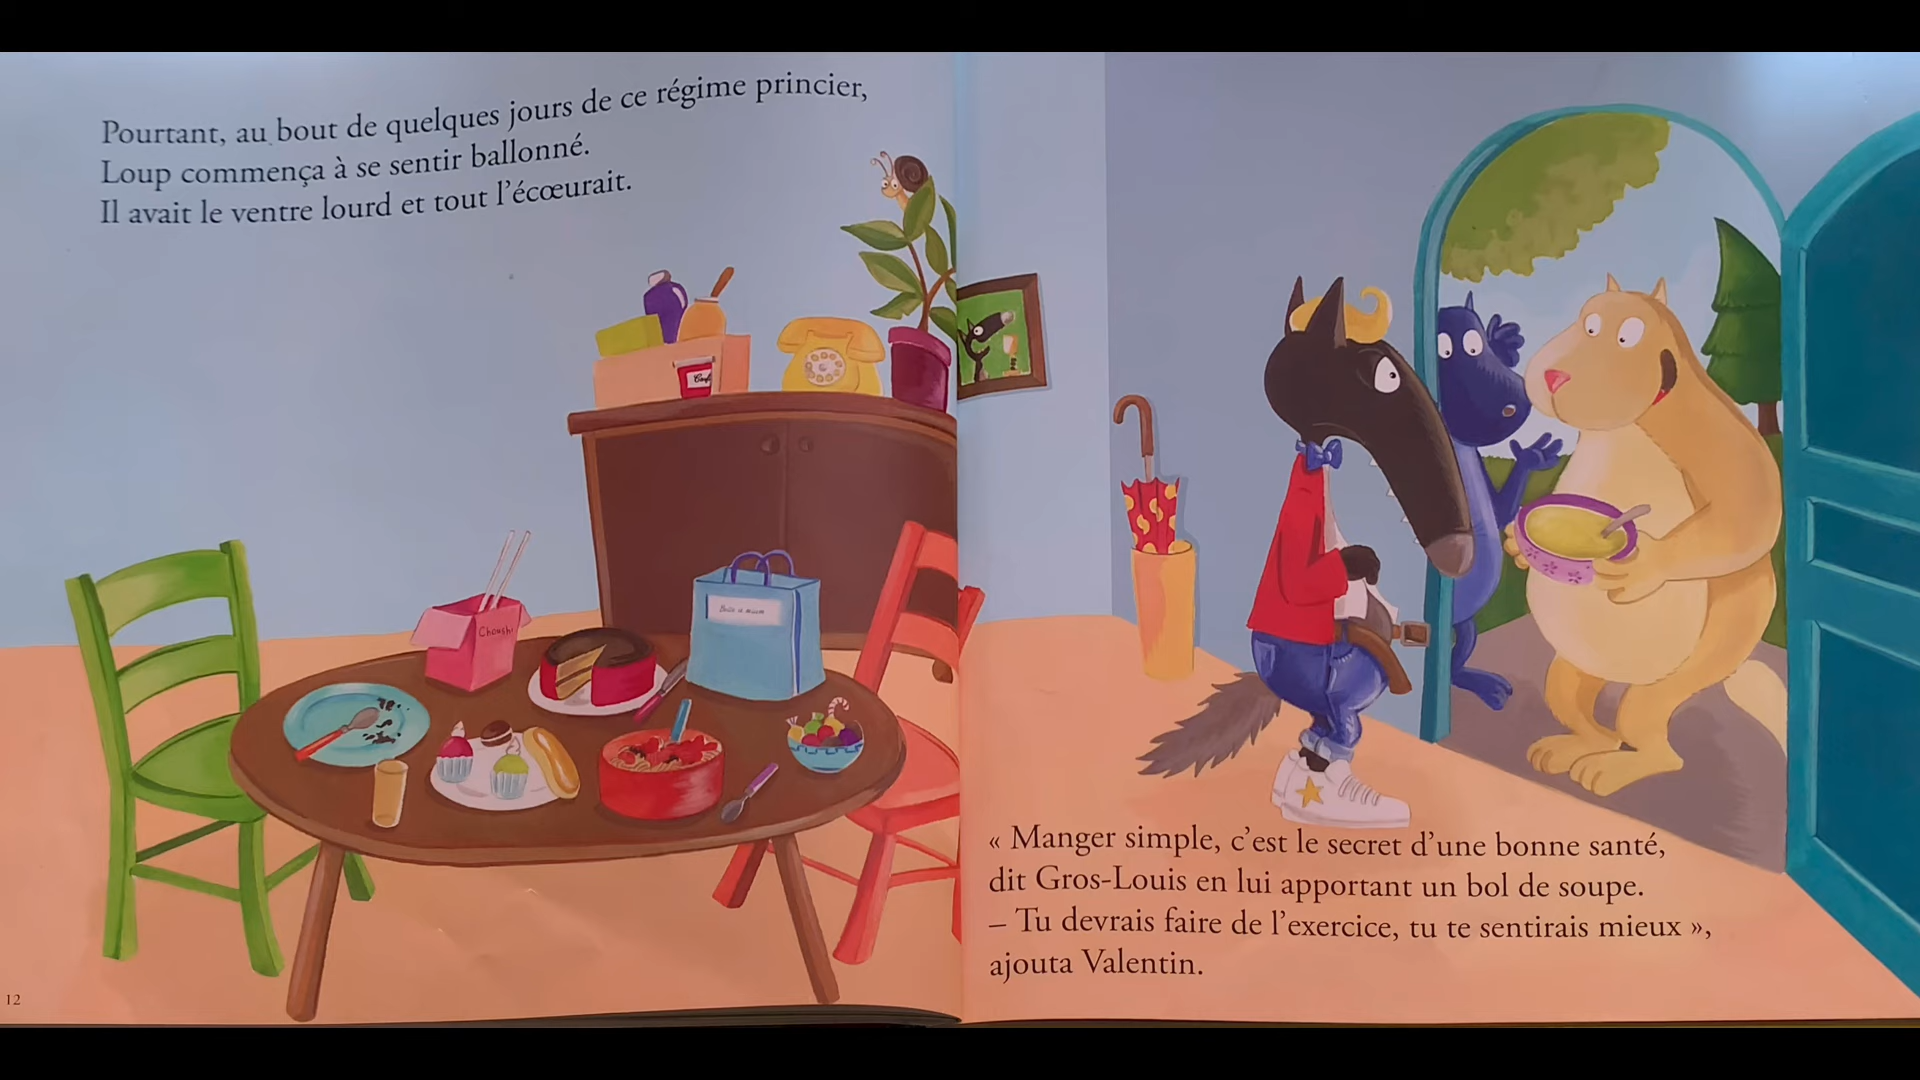 Pourtant, au bout de quelques jours de ce régime princier,
Loup commença à se sentir ballonné.
Il avait le ventre lourd et tout l'écœurait.
Choushi
12
« Manger simple, c'est le secret d'une bonne santé,
dit Gros-Louis en lui apportant un bol de soupe.
– Tu devrais faire de l'exercice, tu te sentirais mieux »,
ajouta Valentin.